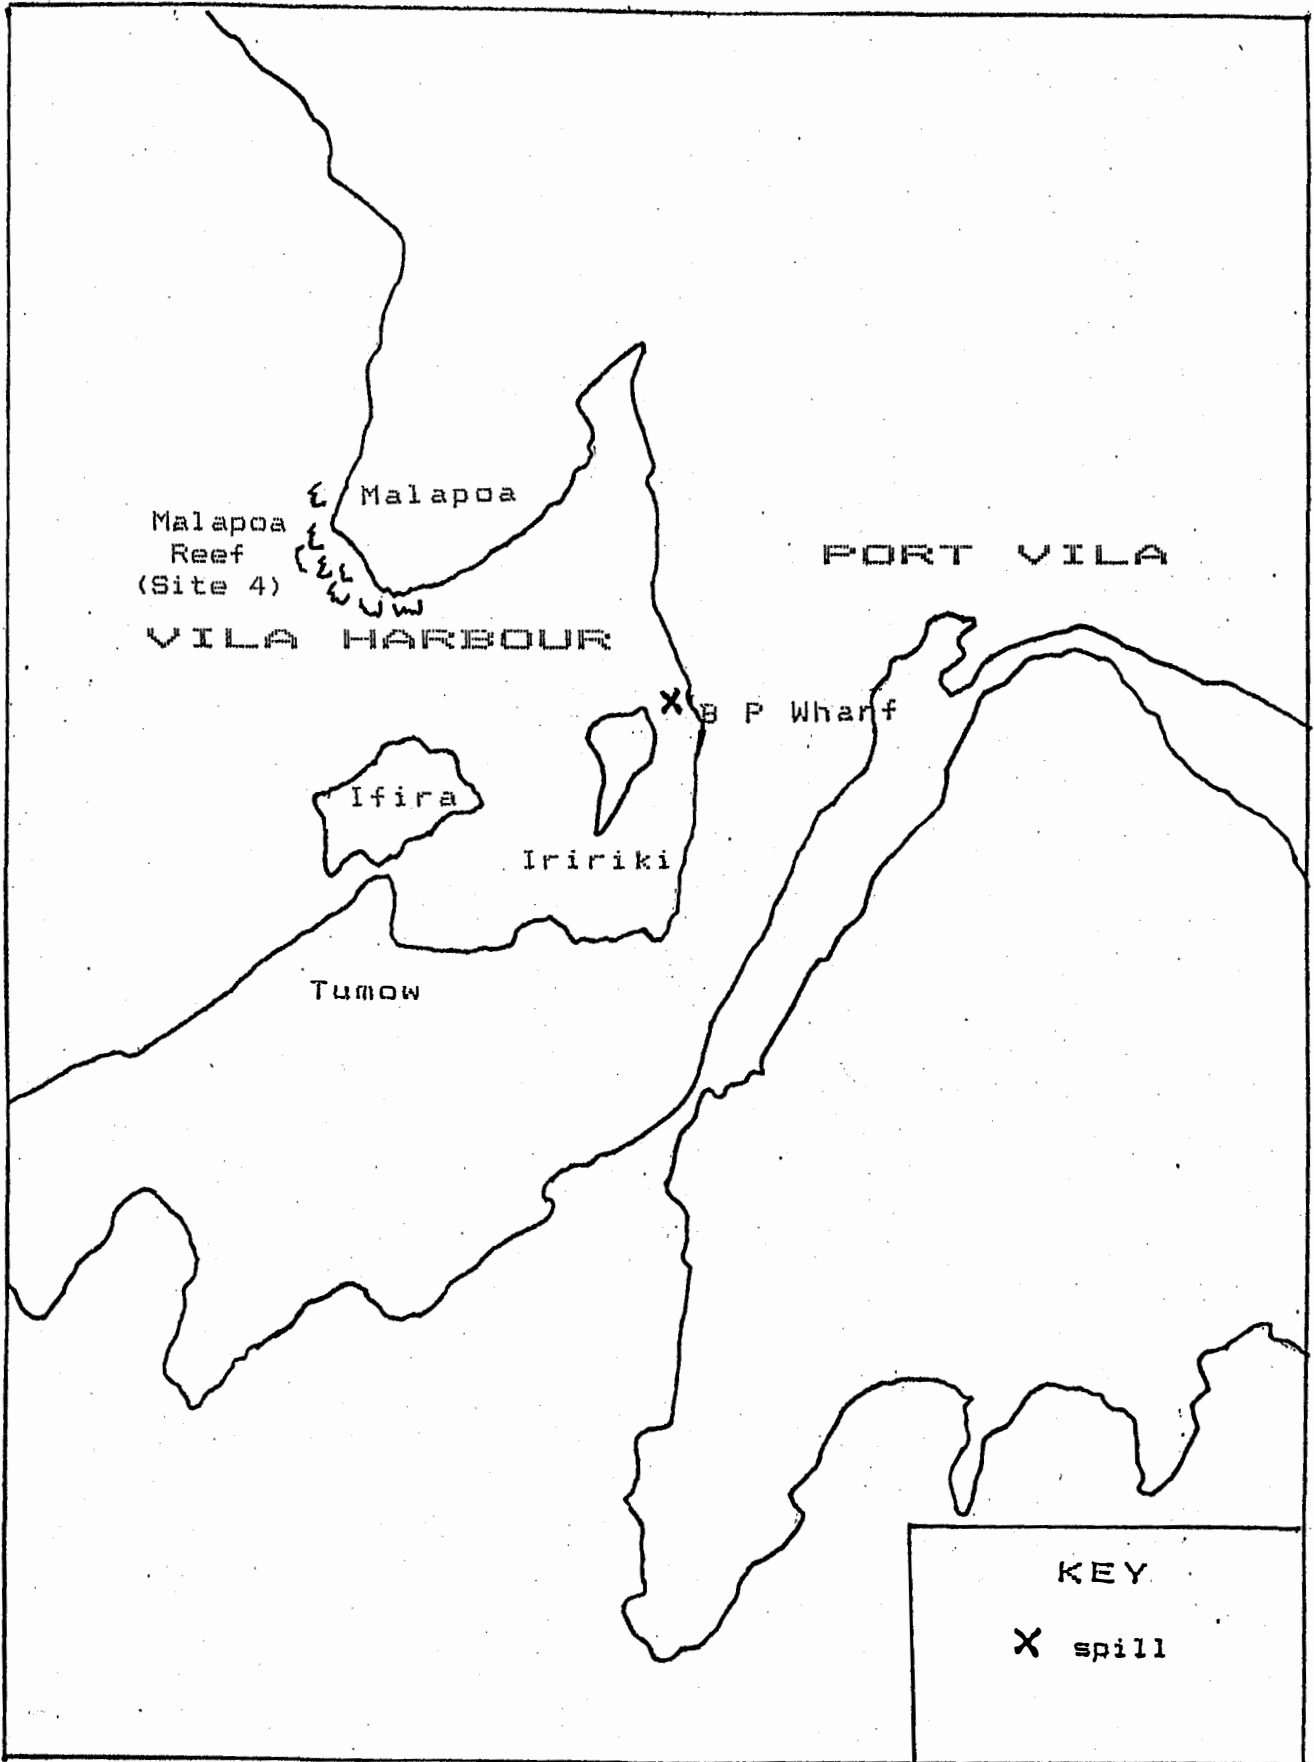 Malapoa
Malapoa
Reef
(Site 4)
PORT VILA
VILA HARBOUR
X B P Wharf
Ifira
Iririki
Tumow
KEY
X spill